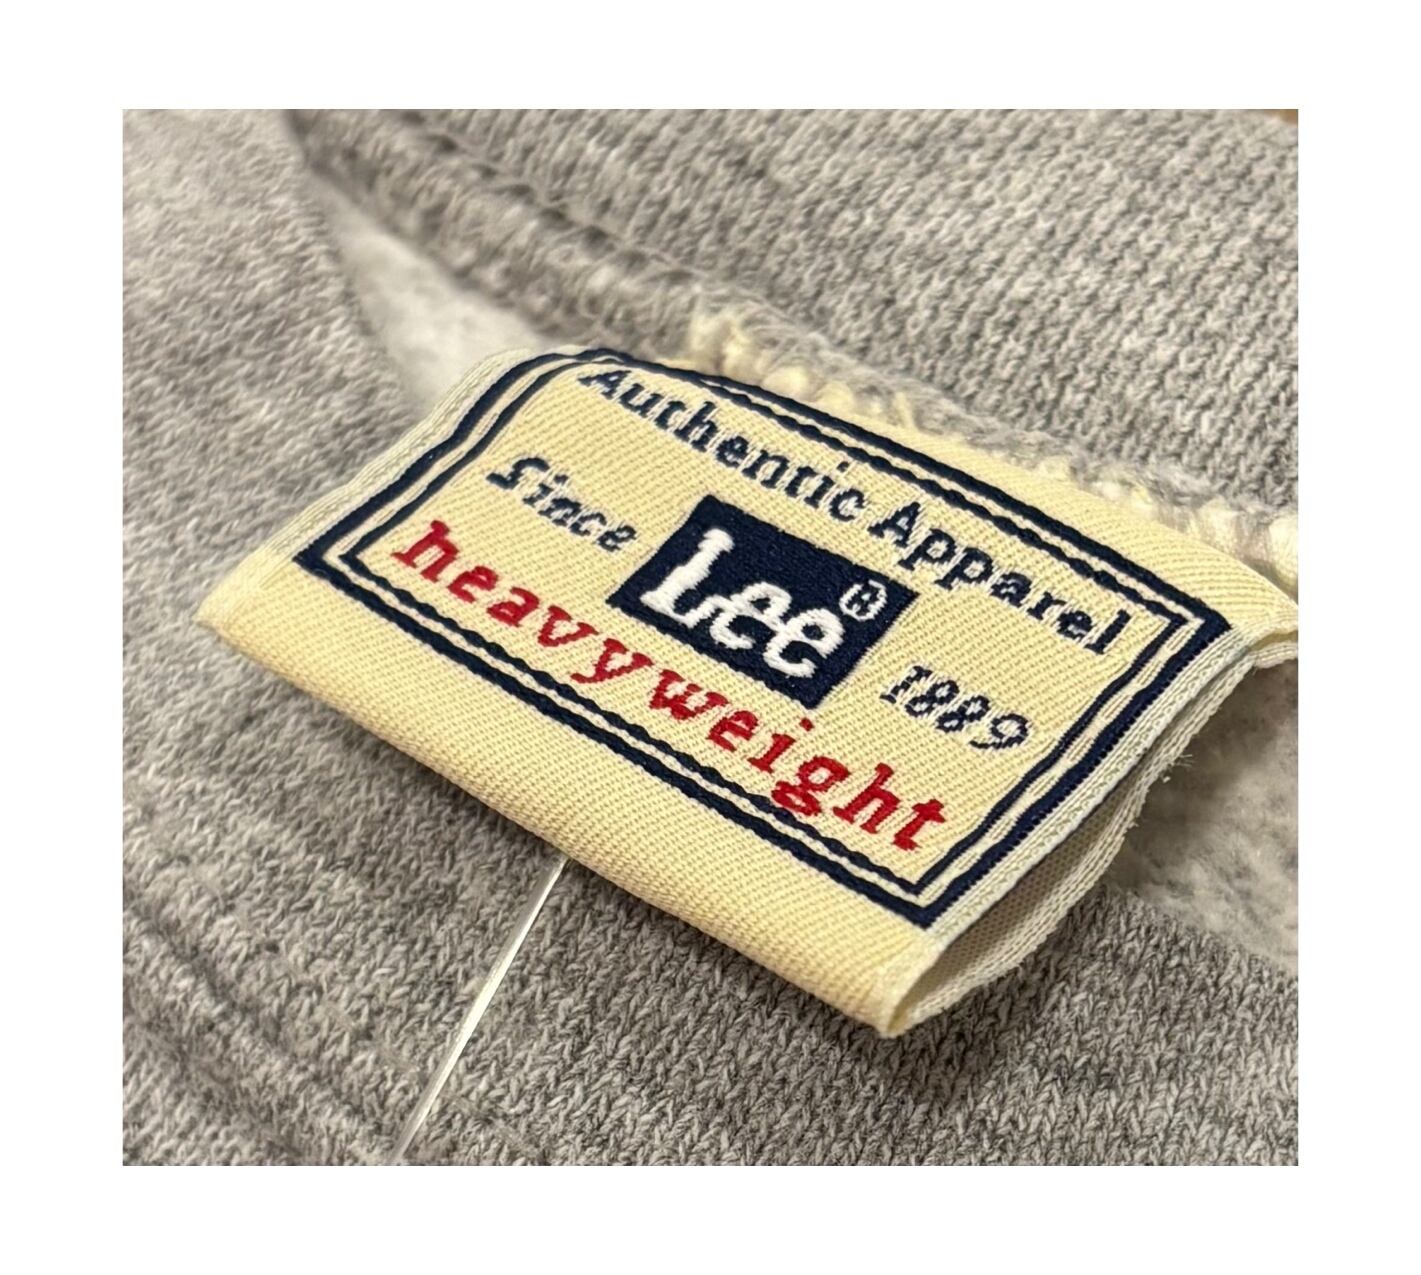 Authentic Apparel
Since Lee® 1889
heavyweight